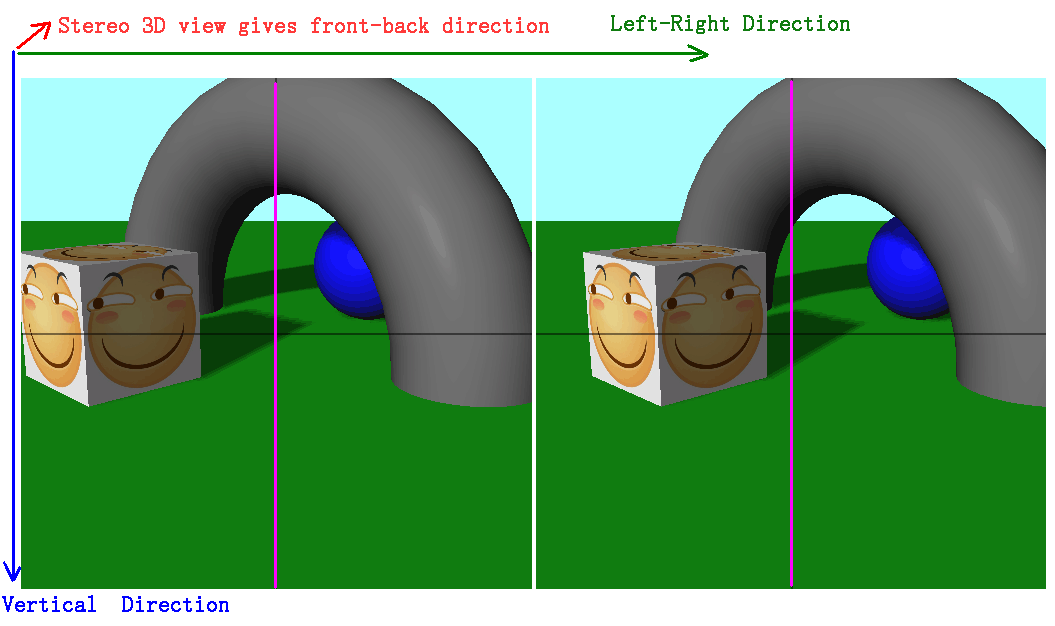 Stereo 3D view gives front-back direction
Left-Right Direction
Vertical  Direction